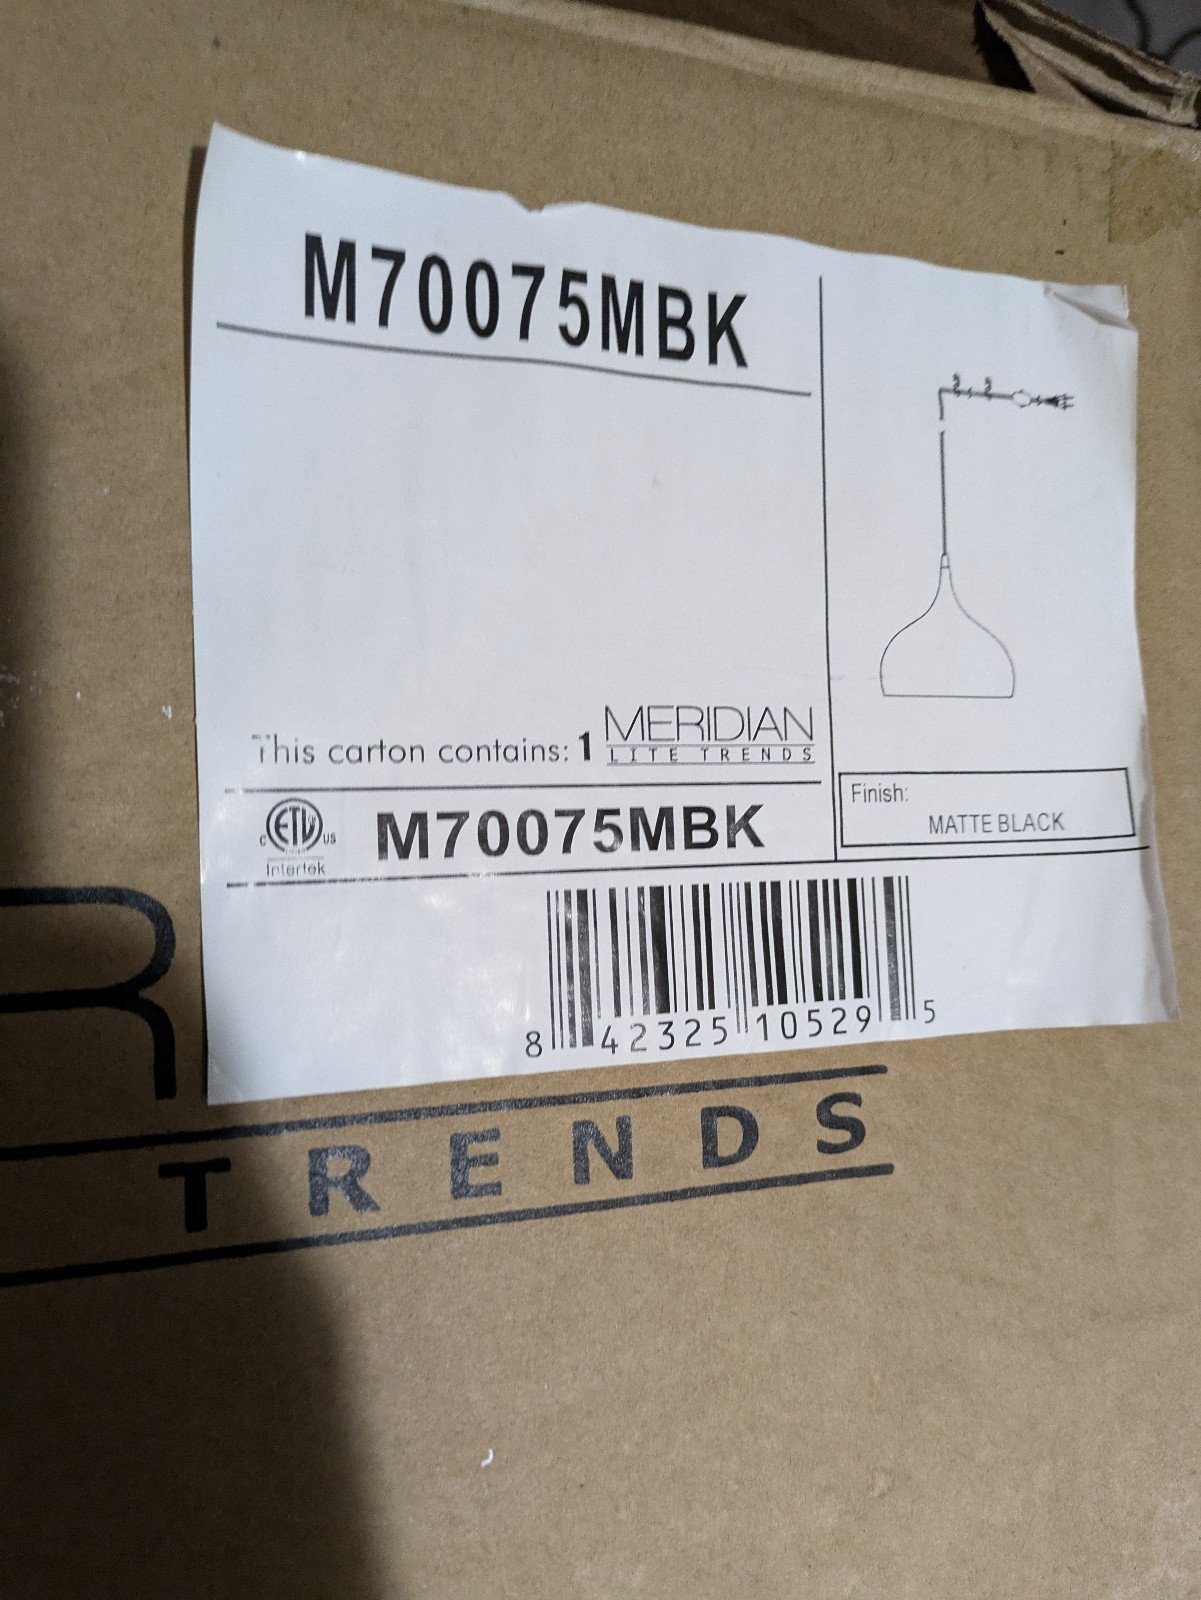 M70075MBK
This carton contains: 1 MERIDIAN
LITE TRENDS
Finish:
MATTE BLACK
c ETL us
Intertek
M70075MBK
8 42325 10529 5
R
TRENDS